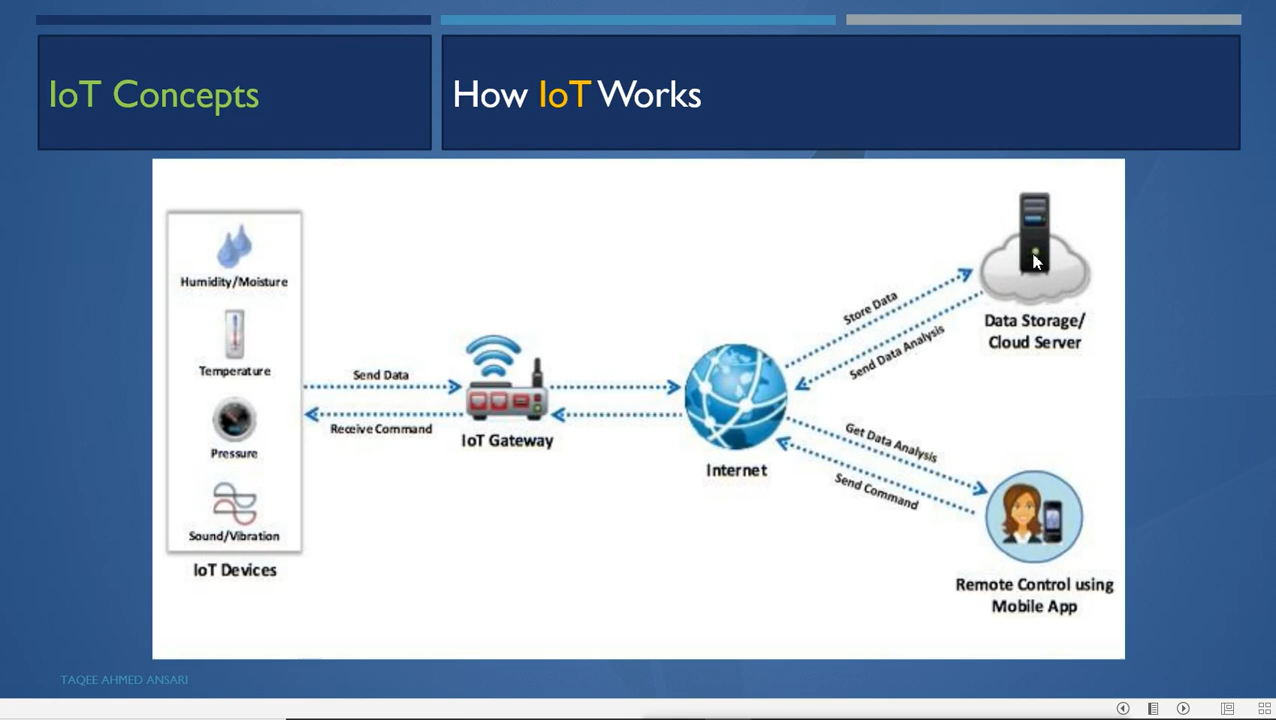 IoT Concepts
How IoT Works
Humidity/Moisture
Temperature
Pressure
Sound/Vibration
IoT Devices
Send Data
Receive Command
IoT Gateway
Internet
Store Data
Send Data Analysis
Data Storage/
Cloud Server
Get Data Analysis
Send Command
Remote Control using
Mobile App
TAQEE AHMED ANSARI